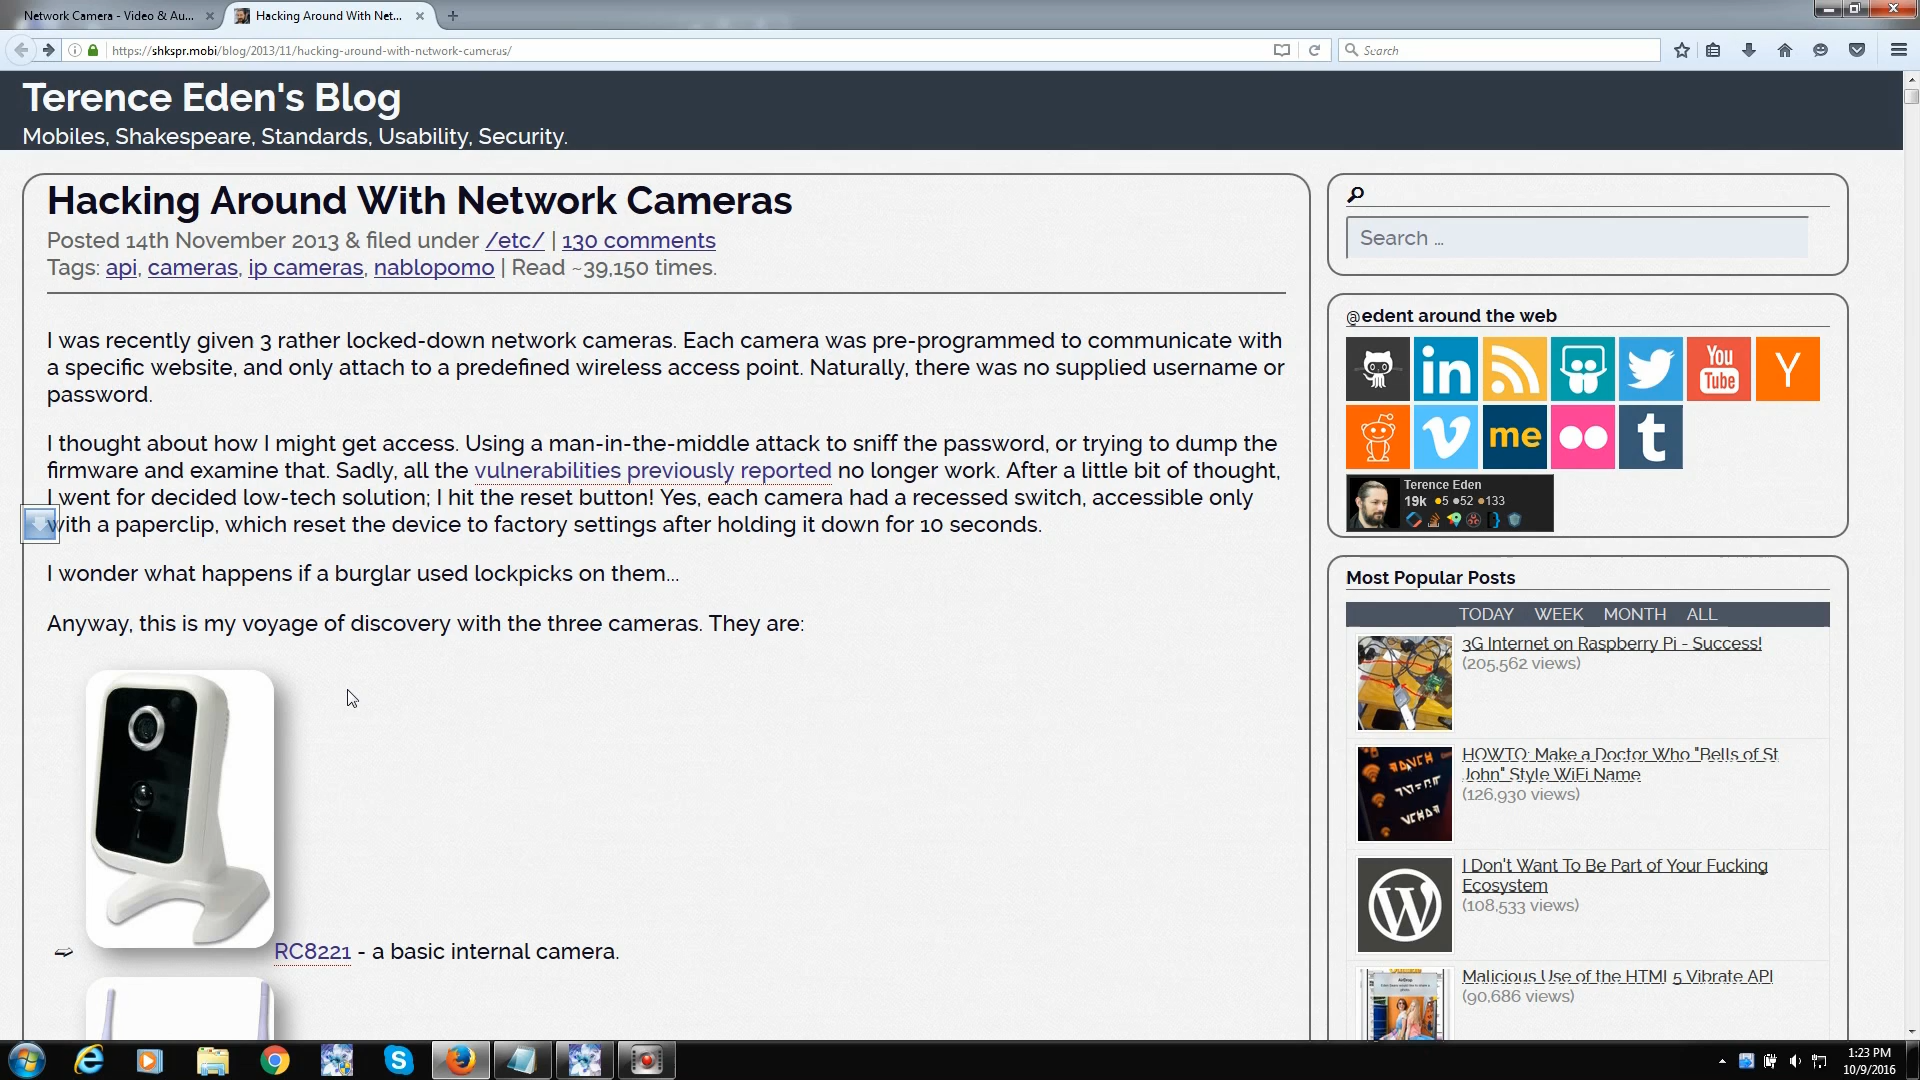 Network Camera - Video & Au...
Hacking Around With Net...
https://shkspr.mobi/blog/2013/11/hacking-around-with-network-cameras/
Search
Terence Eden's Blog
Mobiles, Shakespeare, Standards, Usability, Security.
Hacking Around With Network Cameras
Posted 14th November 2013 & filed under /etc/ | 130 comments
Tags: api, cameras, ip cameras, nablopomo | Read ~39,150 times.
I was recently given 3 rather locked-down network cameras. Each camera was pre-programmed to communicate with
a specific website, and only attach to a predefined wireless access point. Naturally, there was no supplied username or
password.
I thought about how I might get access. Using a man-in-the-middle attack to sniff the password, or trying to dump the
firmware and examine that. Sadly, all the vulnerabilities previously reported no longer work. After a little bit of thought,
I went for decided low-tech solution; I hit the reset button! Yes, each camera had a recessed switch, accessible only
with a paperclip, which reset the device to factory settings after holding it down for 10 seconds.
I wonder what happens if a burglar used lockpicks on them...
Anyway, this is my voyage of discovery with the three cameras. They are:
RC8221 - a basic internal camera.
Search ...
@edent around the web
in
You
Tube
Y
me
t
Terence Eden
19k 5 52 133
Most Popular Posts
TODAY WEEK MONTH ALL
3G Internet on Raspberry Pi - Success!
(205,562 views)
HOWTO: Make a Doctor Who "Bells of St
John" Style WiFi Name
(126,930 views)
I Don't Want To Be Part of Your Fucking
Ecosystem
(108,533 views)
Malicious Use of the HTML5 Vibrate API
(90,686 views)
1:23 PM
10/9/2016